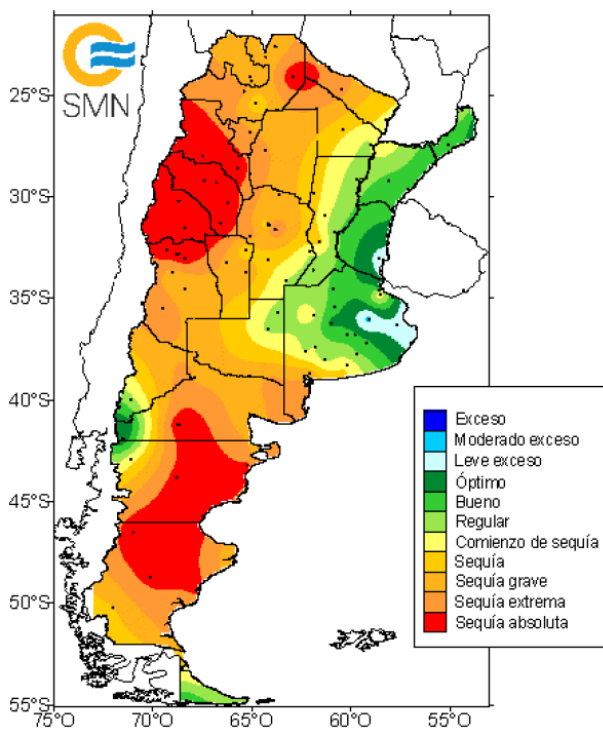 SMN
25°S
30°S
35°S
40°S
45°S
50°S
55°S
75°O
70°O
65°O
60°O
55°O
Exceso
Moderado exceso
Leve exceso
Óptimo
Bueno
Regular
Comienzo de sequía
Sequía
Sequía grave
Sequía extrema
Sequía absoluta